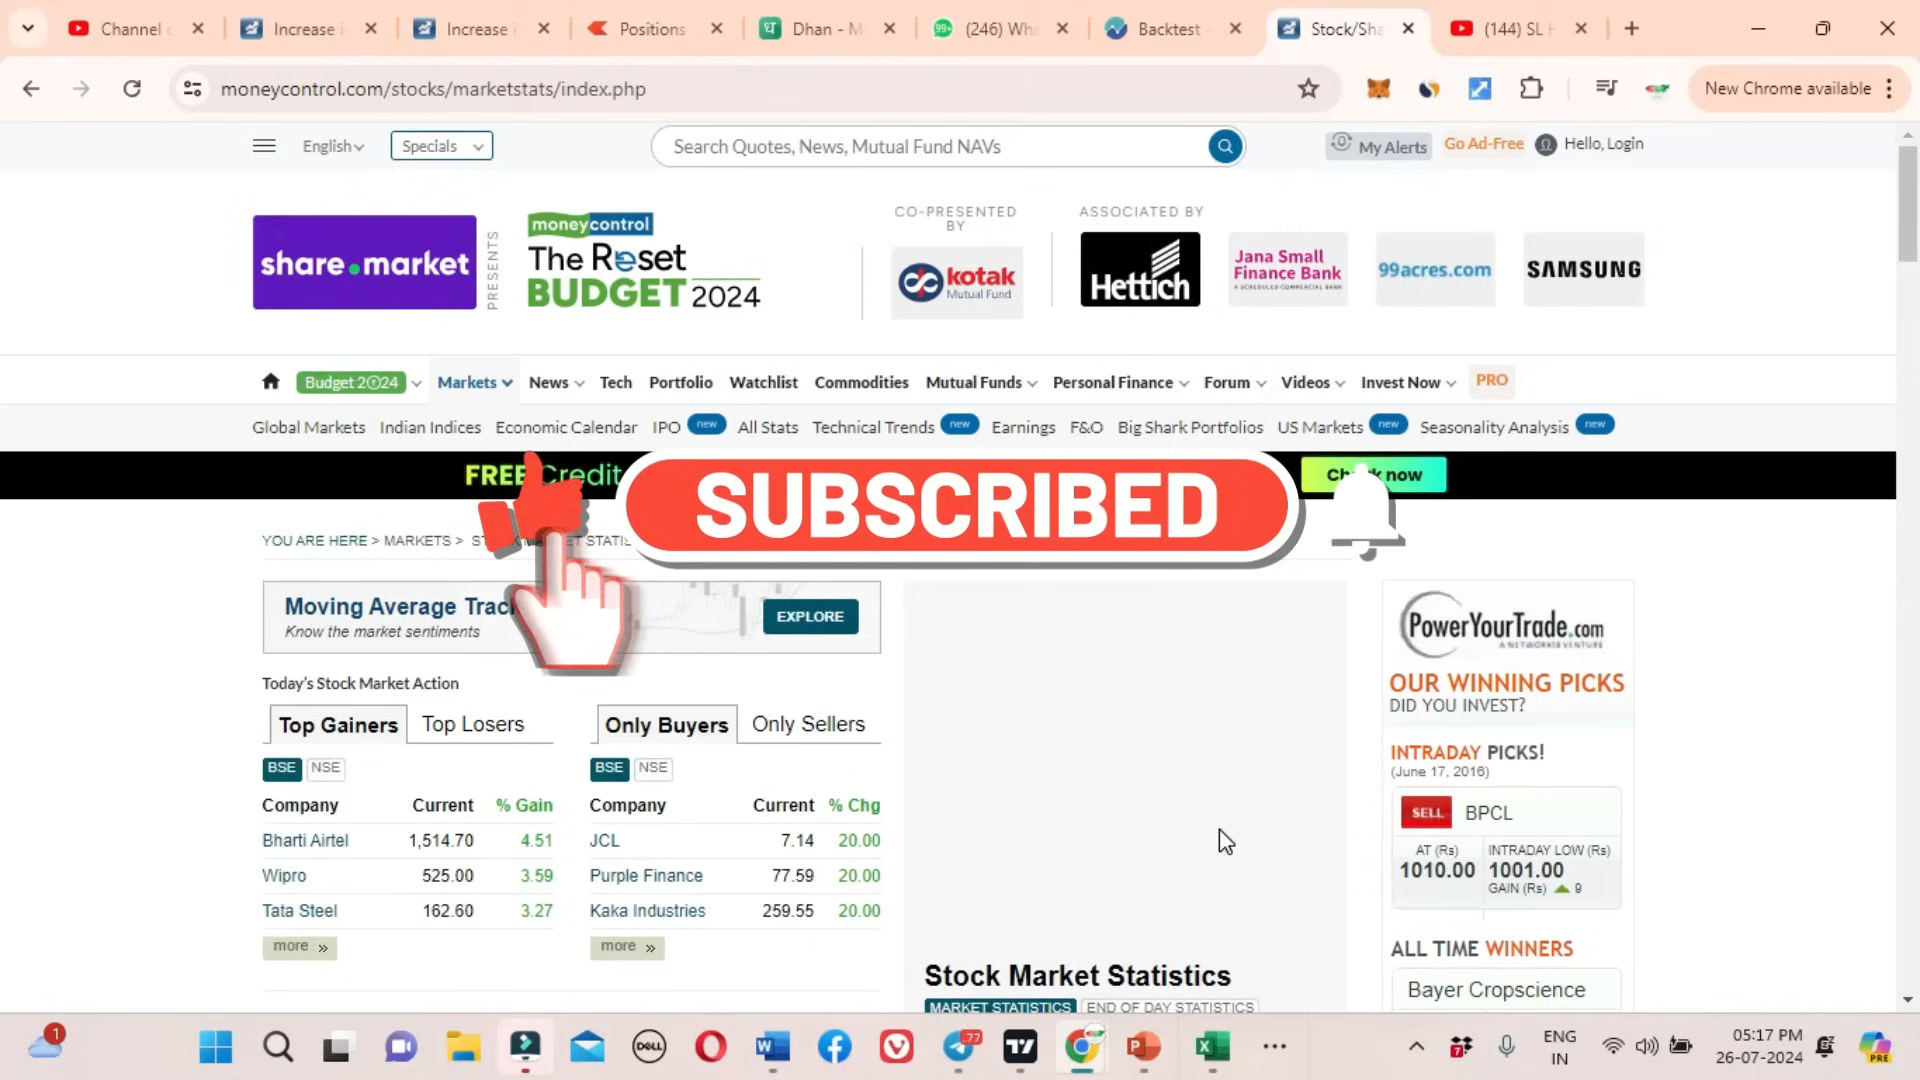 Channel c
Increase i
Increase i
Positions
Dhan - M
(246) Wha
Backtest
Stock/Sha
(144) SL H
moneycontrol.com/stocks/marketstats/index.php
New Chrome available
English
Specials
Search Quotes, News, Mutual Fund NAVs
My Alerts
Go Ad-Free
Hello, Login
share.market
PRESENTS
moneycontrol
The Reset
BUDGET 2024
CO-PRESENTED
BY
kotak
Mutual Fund
ASSOCIATED BY
Hettich
Jana Small
Finance Bank
A SCHEDULED COMMERCIAL BANK
99acres.com
SAMSUNG
Budget 2024
Markets
News
Tech
Portfolio
Watchlist
Commodities
Mutual Funds
Personal Finance
Forum
Videos
Invest Now
PRO
Global Markets
Indian Indices
Economic Calendar
IPO new
All Stats
Technical Trends new
Earnings
F&O
Big Shark Portfolios
US Markets new
Seasonality Analysis new
FREE Credit
now
SUBSCRIBED
YOU ARE HERE > MARKETS >
Moving Average
Know the market sentiments
EXPLORE
Today's Stock Market Action
Top Gainers Top Losers
BSE NSE
Company Current % Gain
Bharti Airtel 1,514.70 4.51
Wipro 525.00 3.59
Tata Steel 162.60 3.27
more »
Only Buyers Only Sellers
BSE NSE
Company Current % Chg
JCL 7.14 20.00
Purple Finance 77.59 20.00
Kaka Industries 259.55 20.00
more »
Stock Market Statistics
MARKET STATISTICS END OF DAY STATISTICS
PowerYourTrade.com
A NETWORK18 VENTURE
OUR WINNING PICKS
DID YOU INVEST?
INTRADAY PICKS!
(June 17, 2016)
SELL BPCL
AT (Rs) INTRADAY LOW (Rs)
1010.00 1001.00
GAIN (Rs) 9
ALL TIME WINNERS
Bayer Cropscience
1
DELL
77
ENG
IN
05:17 PM
26-07-2024
PRE